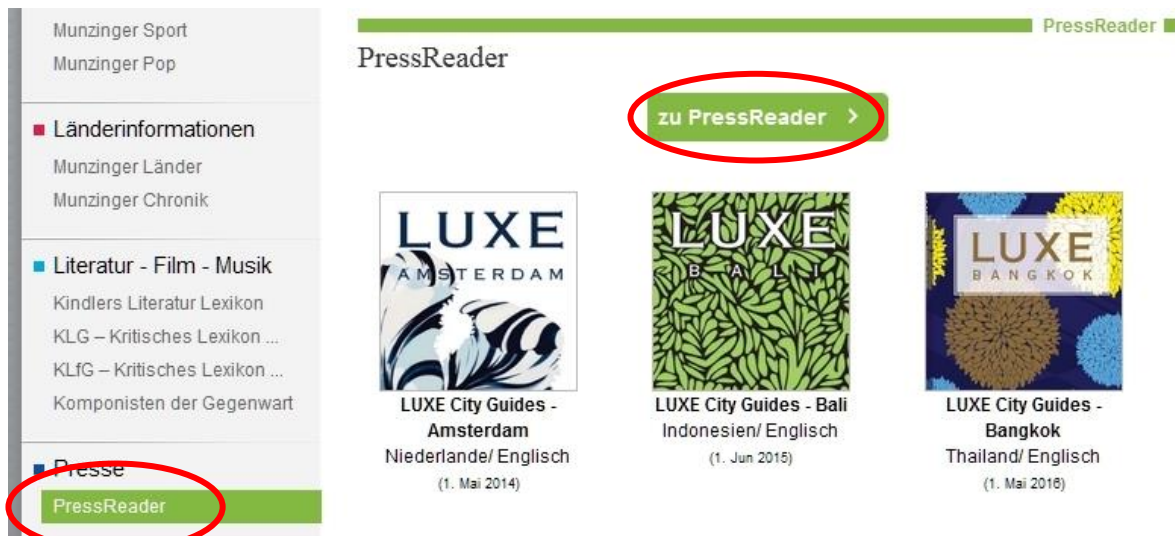 Munzinger Sport
Munzinger Pop
Länderinformationen
Munzinger Länder
Munzinger Chronik
Literatur - Film - Musik
Kindlers Literatur Lexikon
KLG – Kritisches Lexikon ...
KLfG – Kritisches Lexikon ...
Komponisten der Gegenwart
Presse
PressReader
PressReader
PressReader
zu PressReader >
LUXE
AMSTERDAM
LUXE City Guides -
Amsterdam
Niederlande/ Englisch
(1. Mai 2014)
LUXE
BALI
LUXE City Guides - Bali
Indonesien/ Englisch
(1. Jun 2015)
LUXE
BANGKOK
LUXE City Guides -
Bangkok
Thailand/ Englisch
(1. Mai 2016)